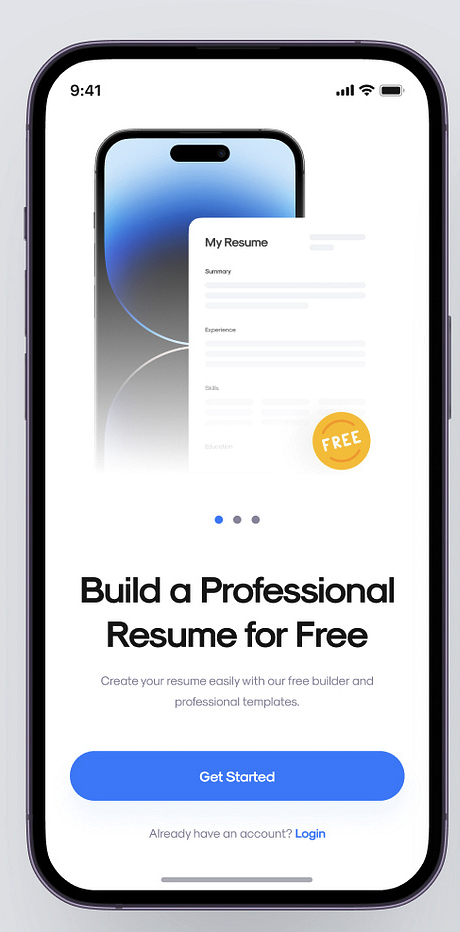 9:41
My Resume
Summary
Experience
Skills
Education
FREE
Build a Professional
Resume for Free
Create your resume easily with our free builder and
professional templates.
Get Started
Already have an account? Login